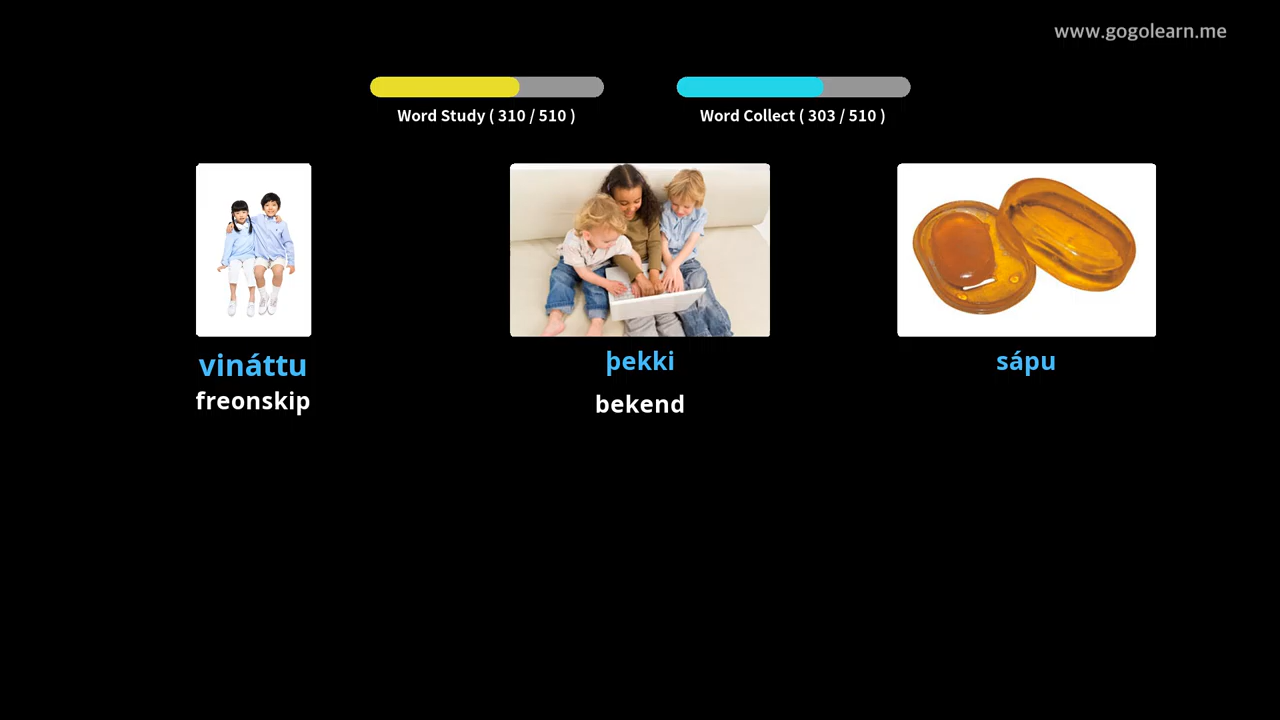 www.gogolearn.me
Word Study ( 310 / 510 )
Word Collect ( 303 / 510 )
vináttu
freonskip
þekki
bekend
sápu